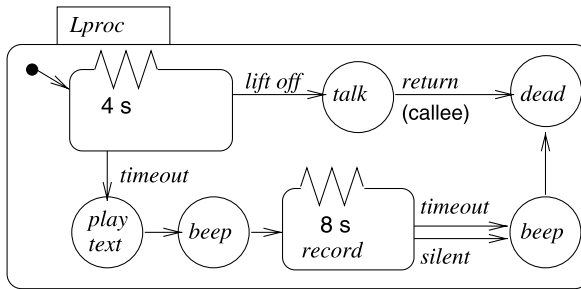 Lproc
4 s
lift off
talk
return
(callee)
dead
timeout
play
text
beep
8 s
record
timeout
silent
beep